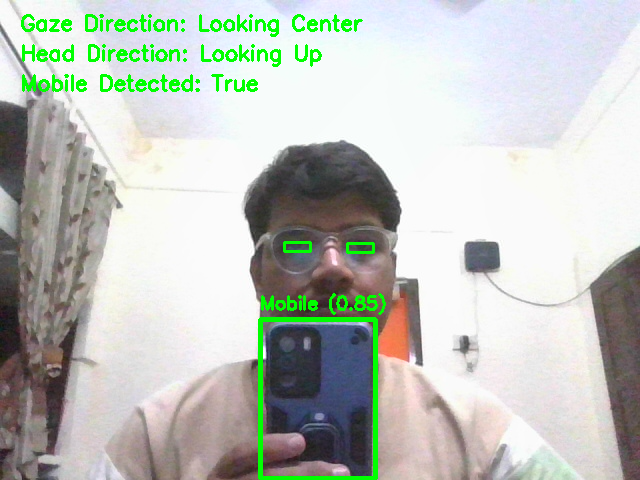 Gaze Direction: Looking Center
Head Direction: Looking Up
Mobile Detected: True
Mobile (0.85)